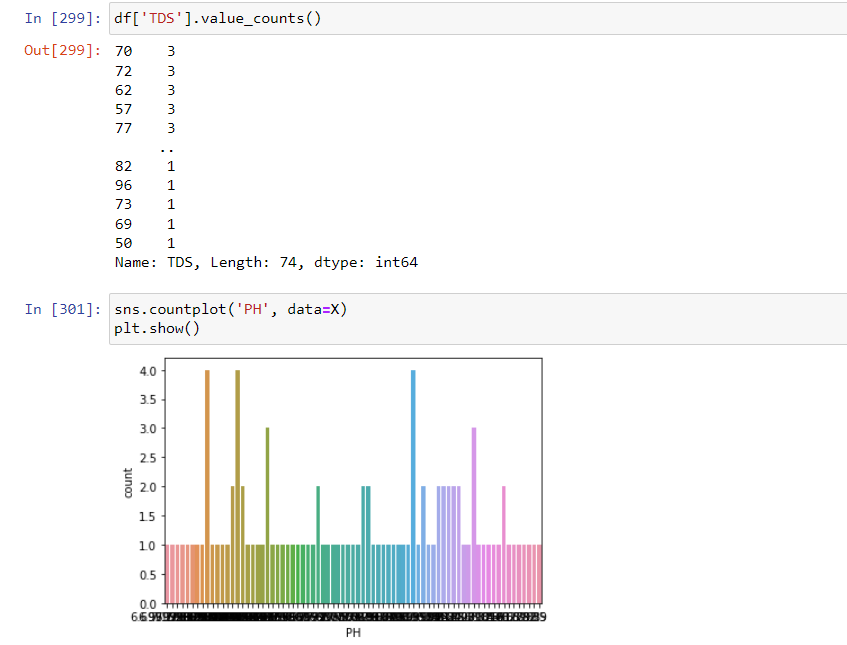 In [299]: df['TDS'].value_counts()
Out[299]: 70 3
72 3
62 3
57 3
77 3
..
82 1
96 1
73 1
69 1
50 1
Name: TDS, Length: 74, dtype: int64
In [301]: sns.countplot('PH', data=X)
plt.show()
4.0
3.5
3.0
2.5
2.0
1.5
1.0
0.5
0.0
count
PH